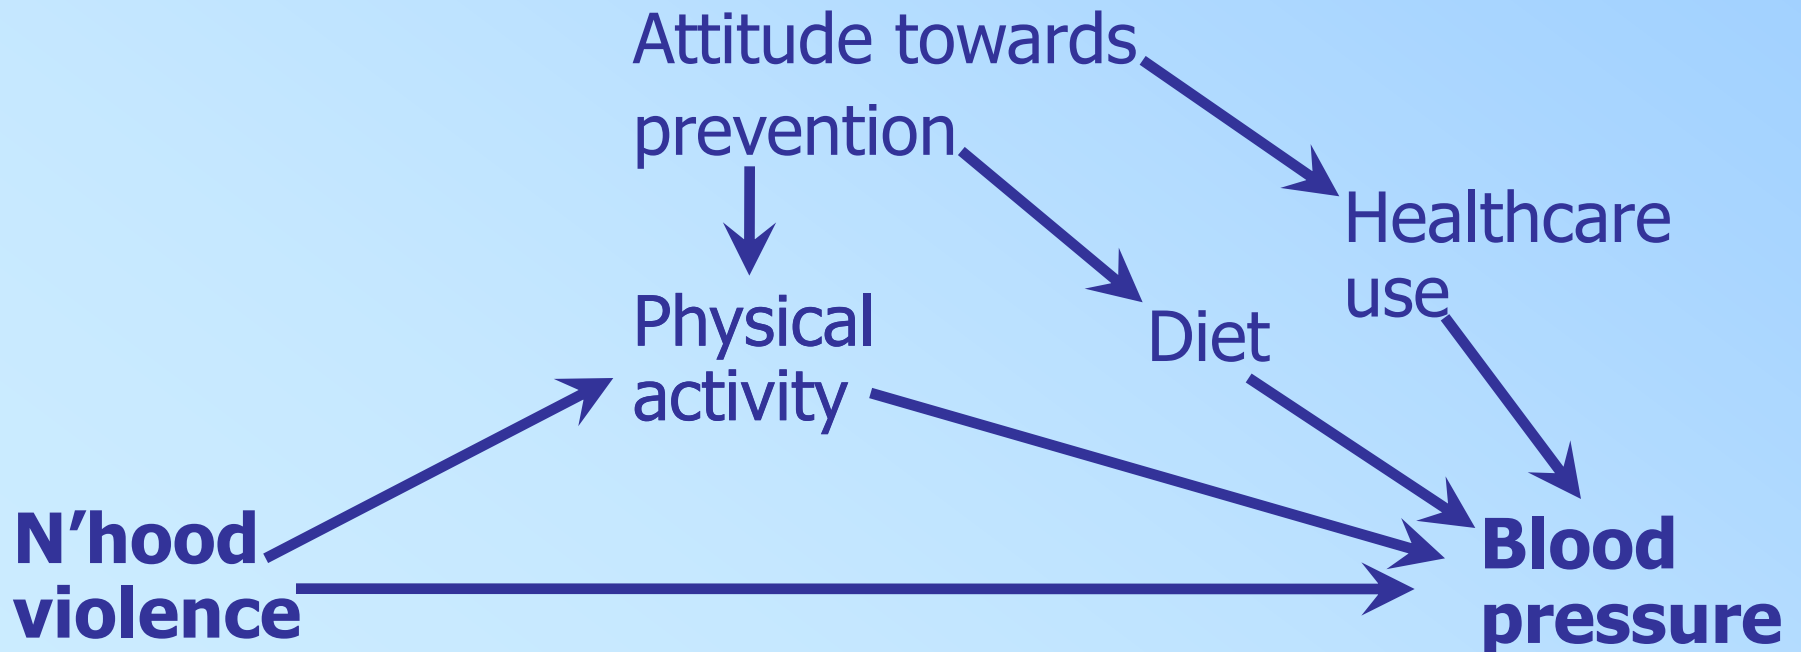 Attitude towards
prevention
Healthcare
use
Physical
activity
Diet
N’hood
violence
Blood
pressure